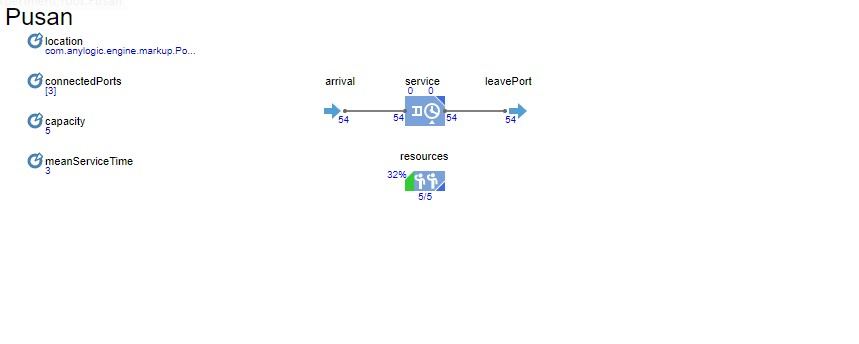 Pusan
location
com.anylogic.engine.markup.Po...
connectedPorts
[3]
capacity
5
meanServiceTime
3
arrival
service
leavePort
0 0
54
54
54
54
resources
32%
5/5